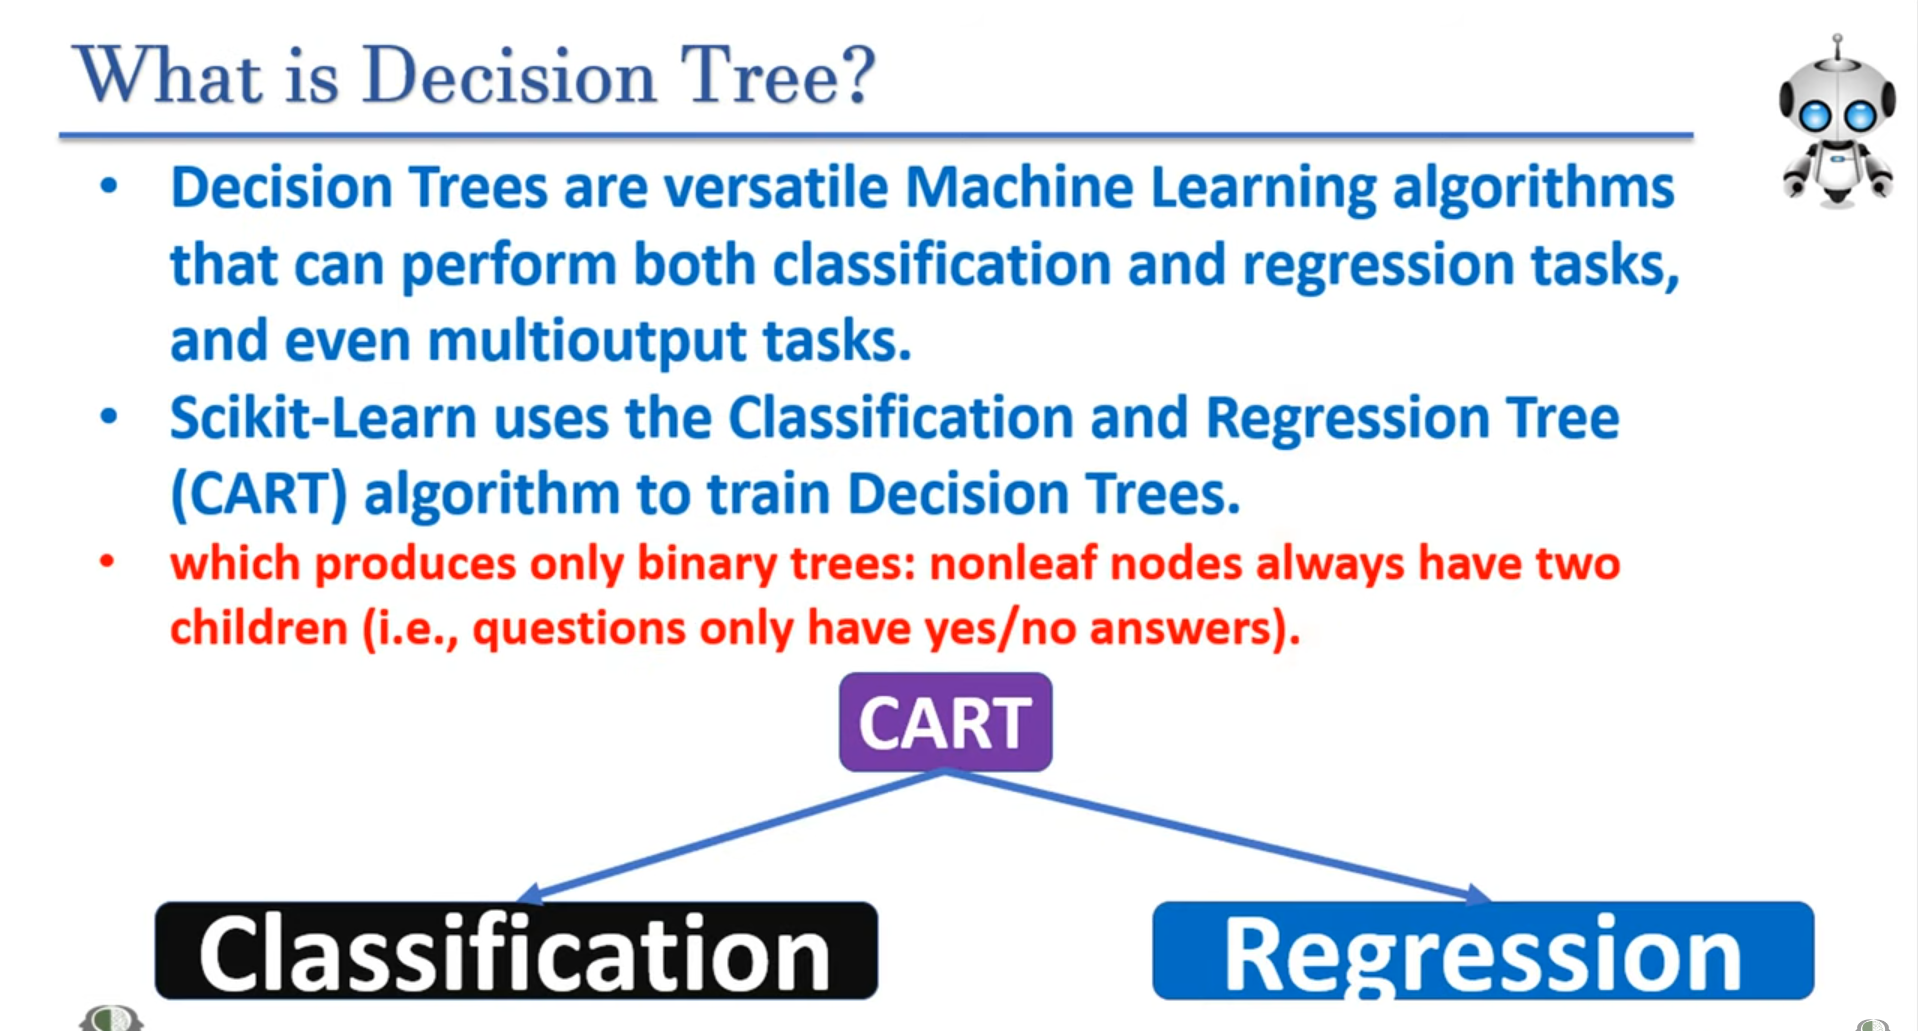 What is Decision Tree?
• Decision Trees are versatile Machine Learning algorithms
that can perform both classification and regression tasks,
and even multioutput tasks.
• Scikit-Learn uses the Classification and Regression Tree
(CART) algorithm to train Decision Trees.
• which produces only binary trees: nonleaf nodes always have two
children (i.e., questions only have yes/no answers).
CART
Classification
Regression